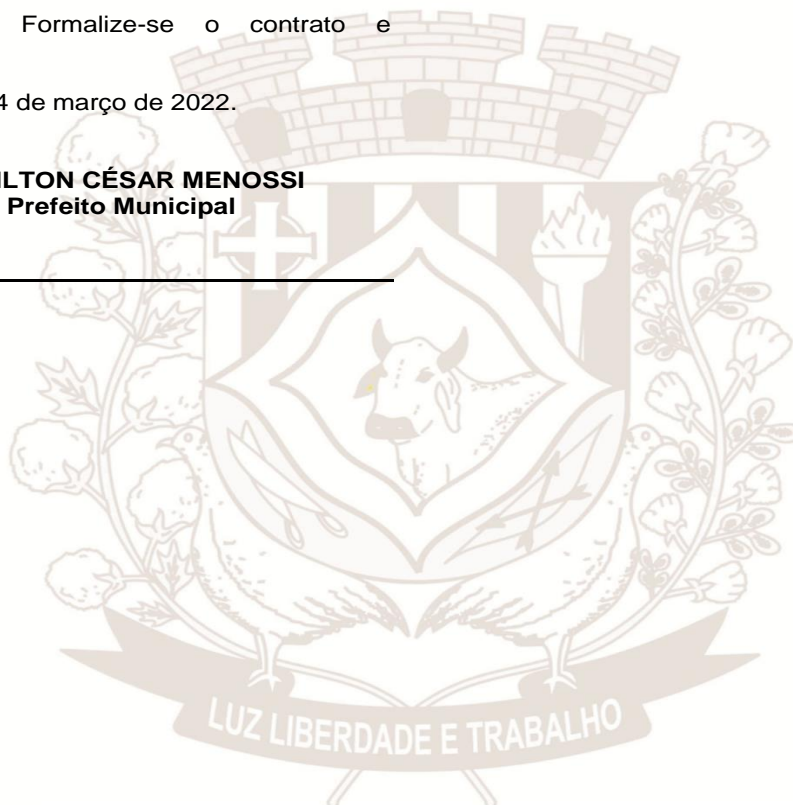 Formalize-se o contrato e
4 de março de 2022.
ILTON CÉSAR MENOSSI
Prefeito Municipal
LUZ LIBERDADE E TRABALHO